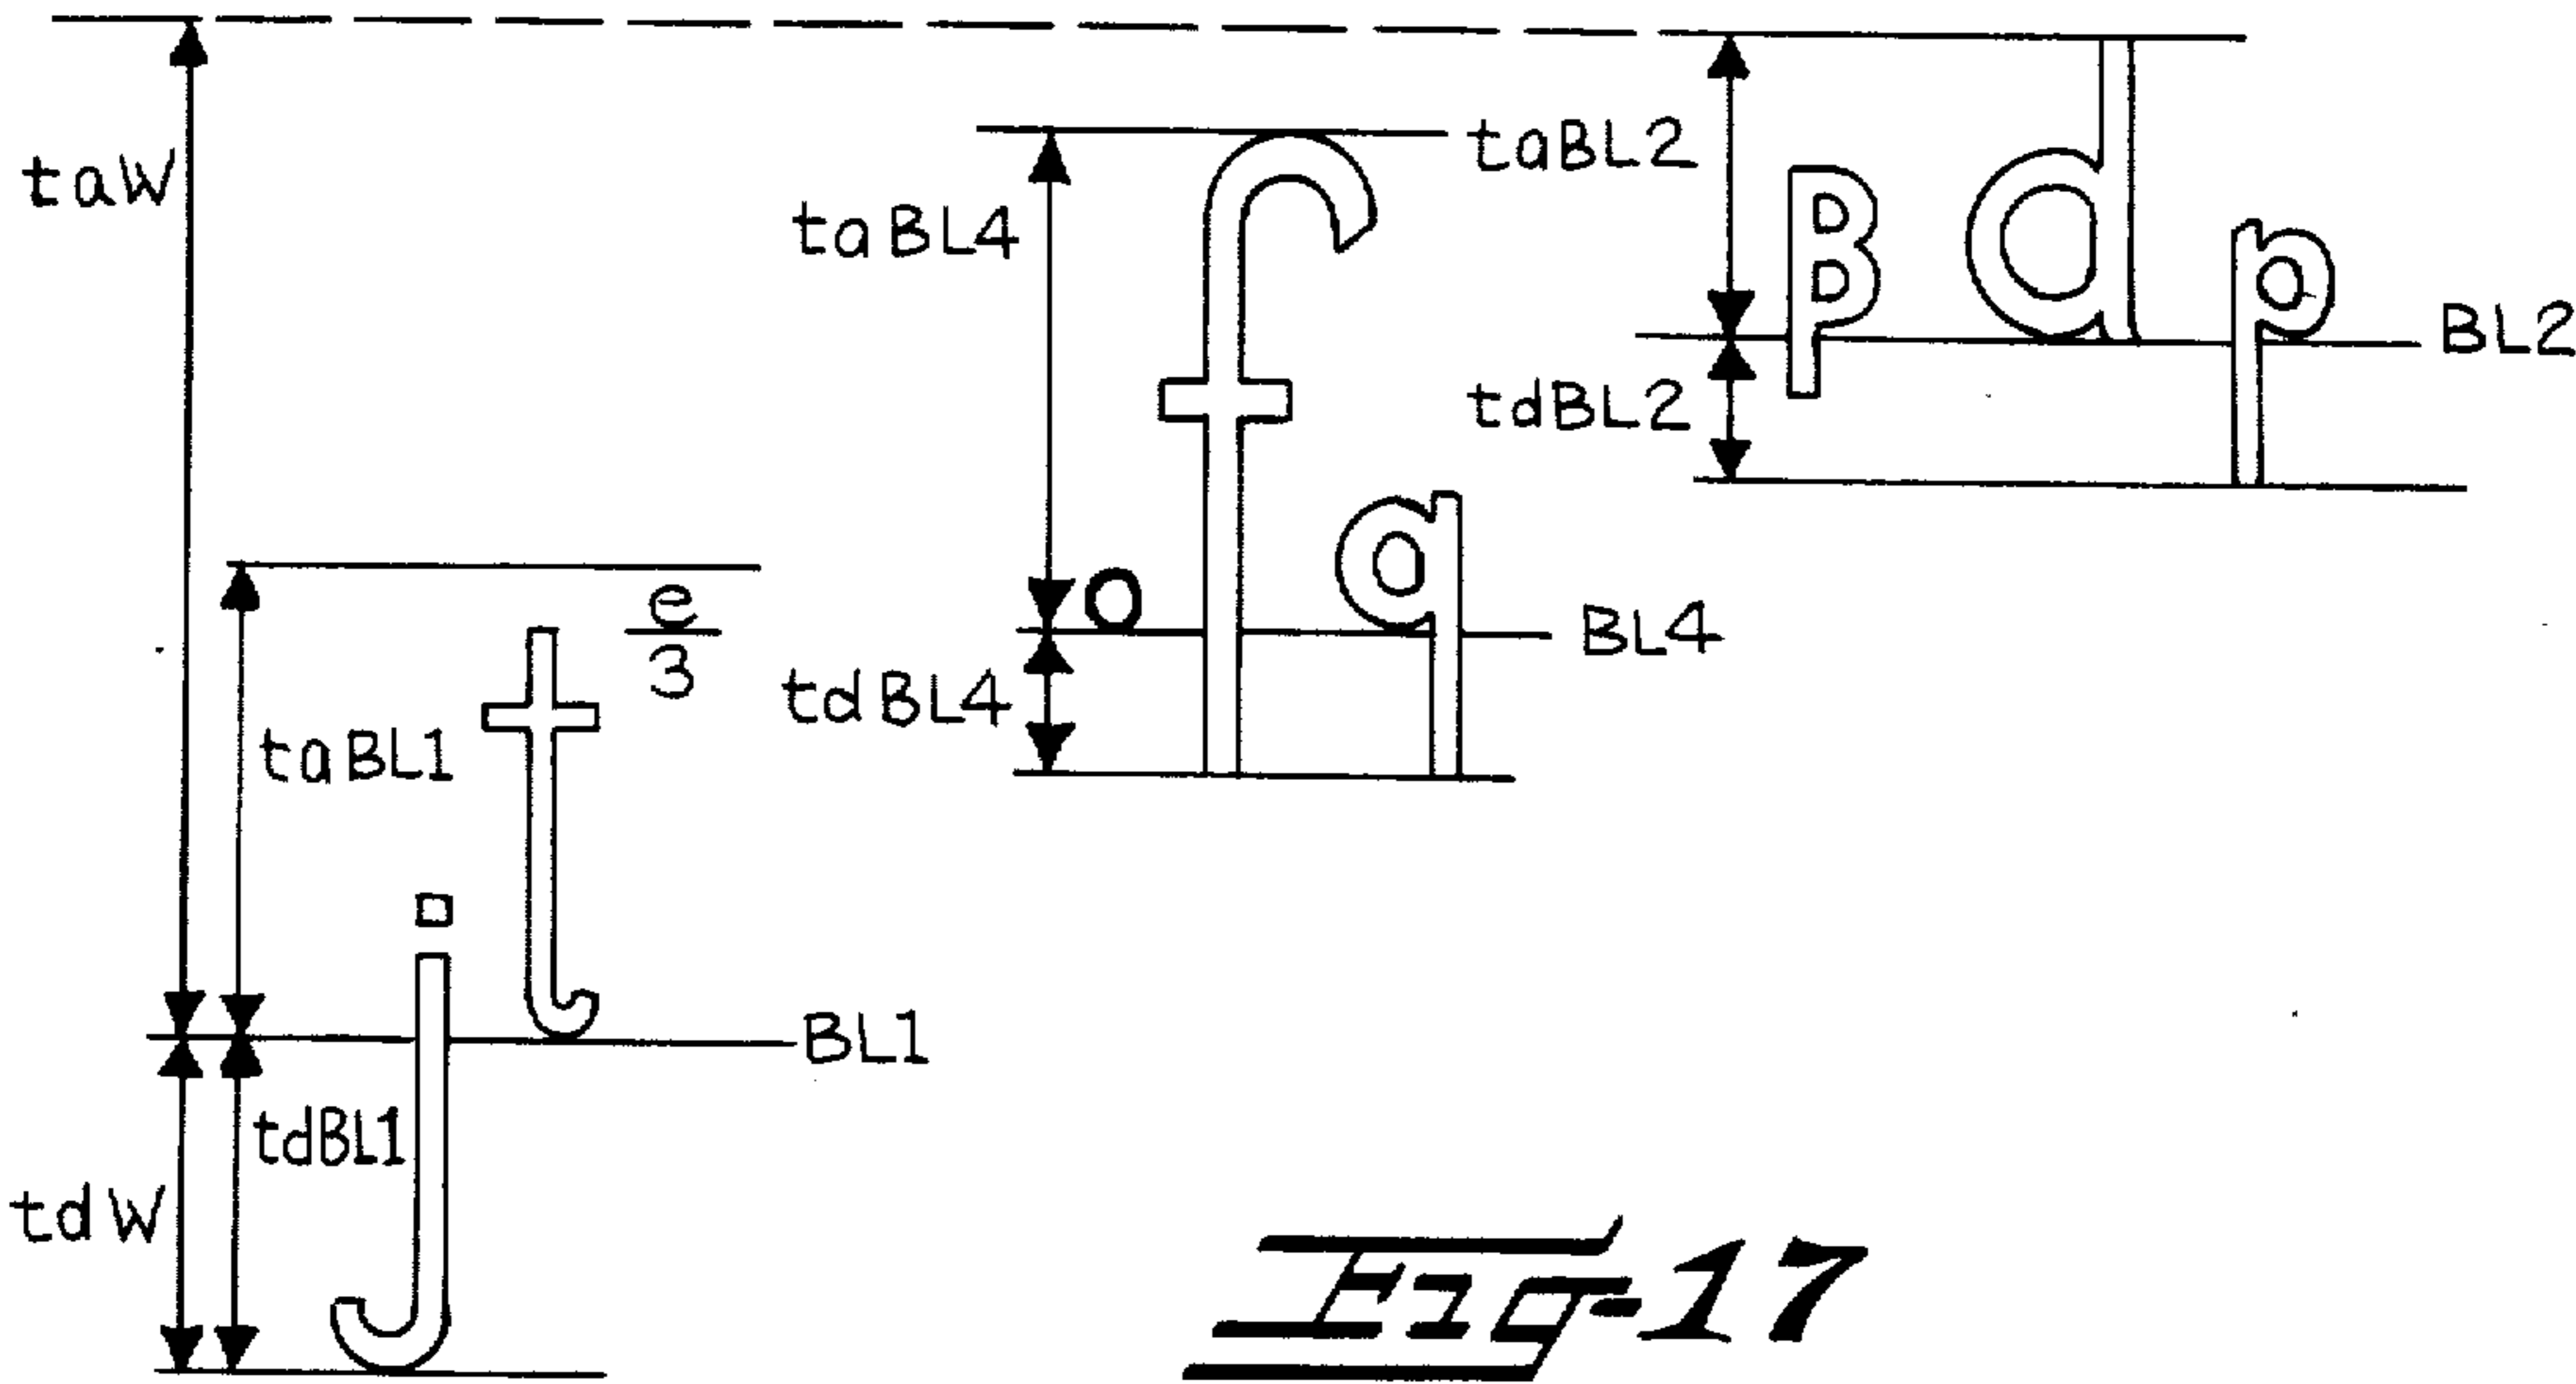 taW
taBL2
taBL4
β d p
BL2
tdBL2
f
o q
BL4
e
3
tdBL4
t
taBL1
j
BL1
tdBL1
tdW
Fig-17